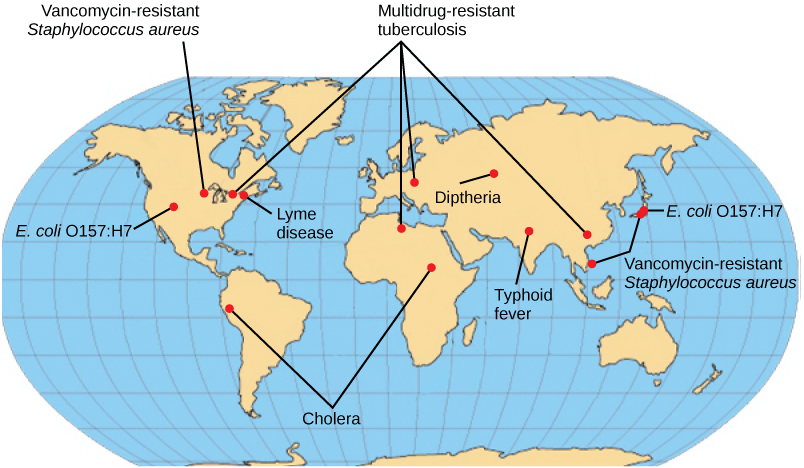 Vancomycin-resistant
Staphylococcus aureus
Multidrug-resistant
tuberculosis
Diptheria
E. coli O157:H7
Lyme
disease
E. coli O157:H7
Vancomycin-resistant
Staphylococcus aureus
Typhoid
fever
Cholera